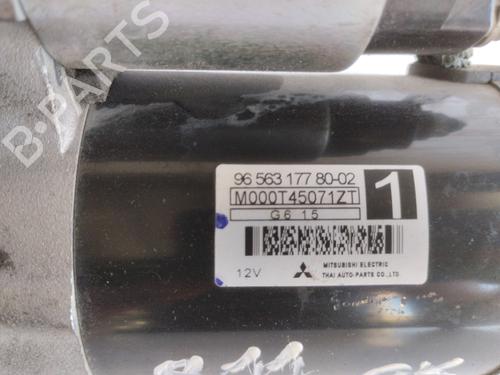 B-PARTS
96 563 177 80-02
M000T45071ZT
1
G6 15
12V
MITSUBISHI ELECTRIC
THAI AUTO-PARTS CO.,LTD